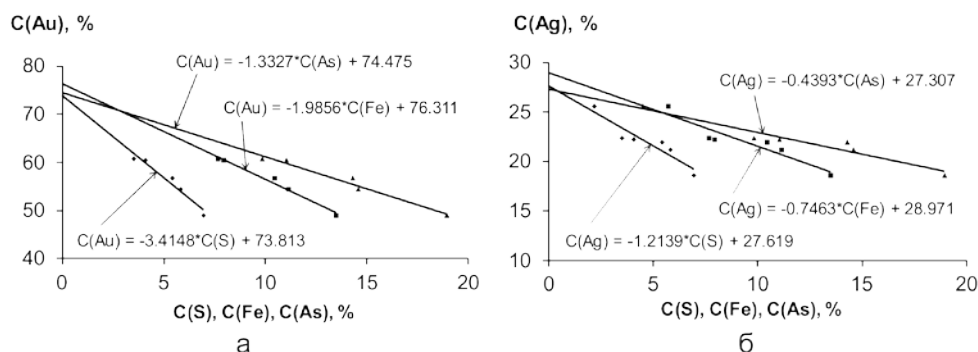 C(Au), %
80
70
60
50
40
0
5
10
15
20
C(Au) = -1.3327*C(As) + 74.475
C(Au) = -1.9856*C(Fe) + 76.311
C(Au) = -3.4148*C(S) + 73.813
C(S), C(Fe), C(As), %
а
C(Ag), %
30
25
20
15
10
0
5
10
15
20
C(Ag) = -0.4393*C(As) + 27.307
C(Ag) = -0.7463*C(Fe) + 28.971
C(Ag) = -1.2139*C(S) + 27.619
C(S), C(Fe), C(As), %
б